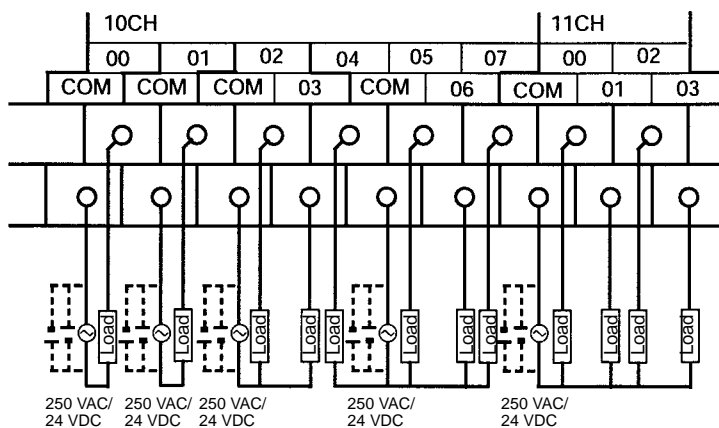 10CH 11CH
00 01 02 04 05 07 00 02
COM COM COM 03 COM 06 COM 01 03
Load Load Load Load Load Load Load Load Load Load Load Load
250 VAC/ 250 VAC/ 250 VAC/ 250 VAC/ 250 VAC/
24 VDC 24 VDC 24 VDC 24 VDC 24 VDC